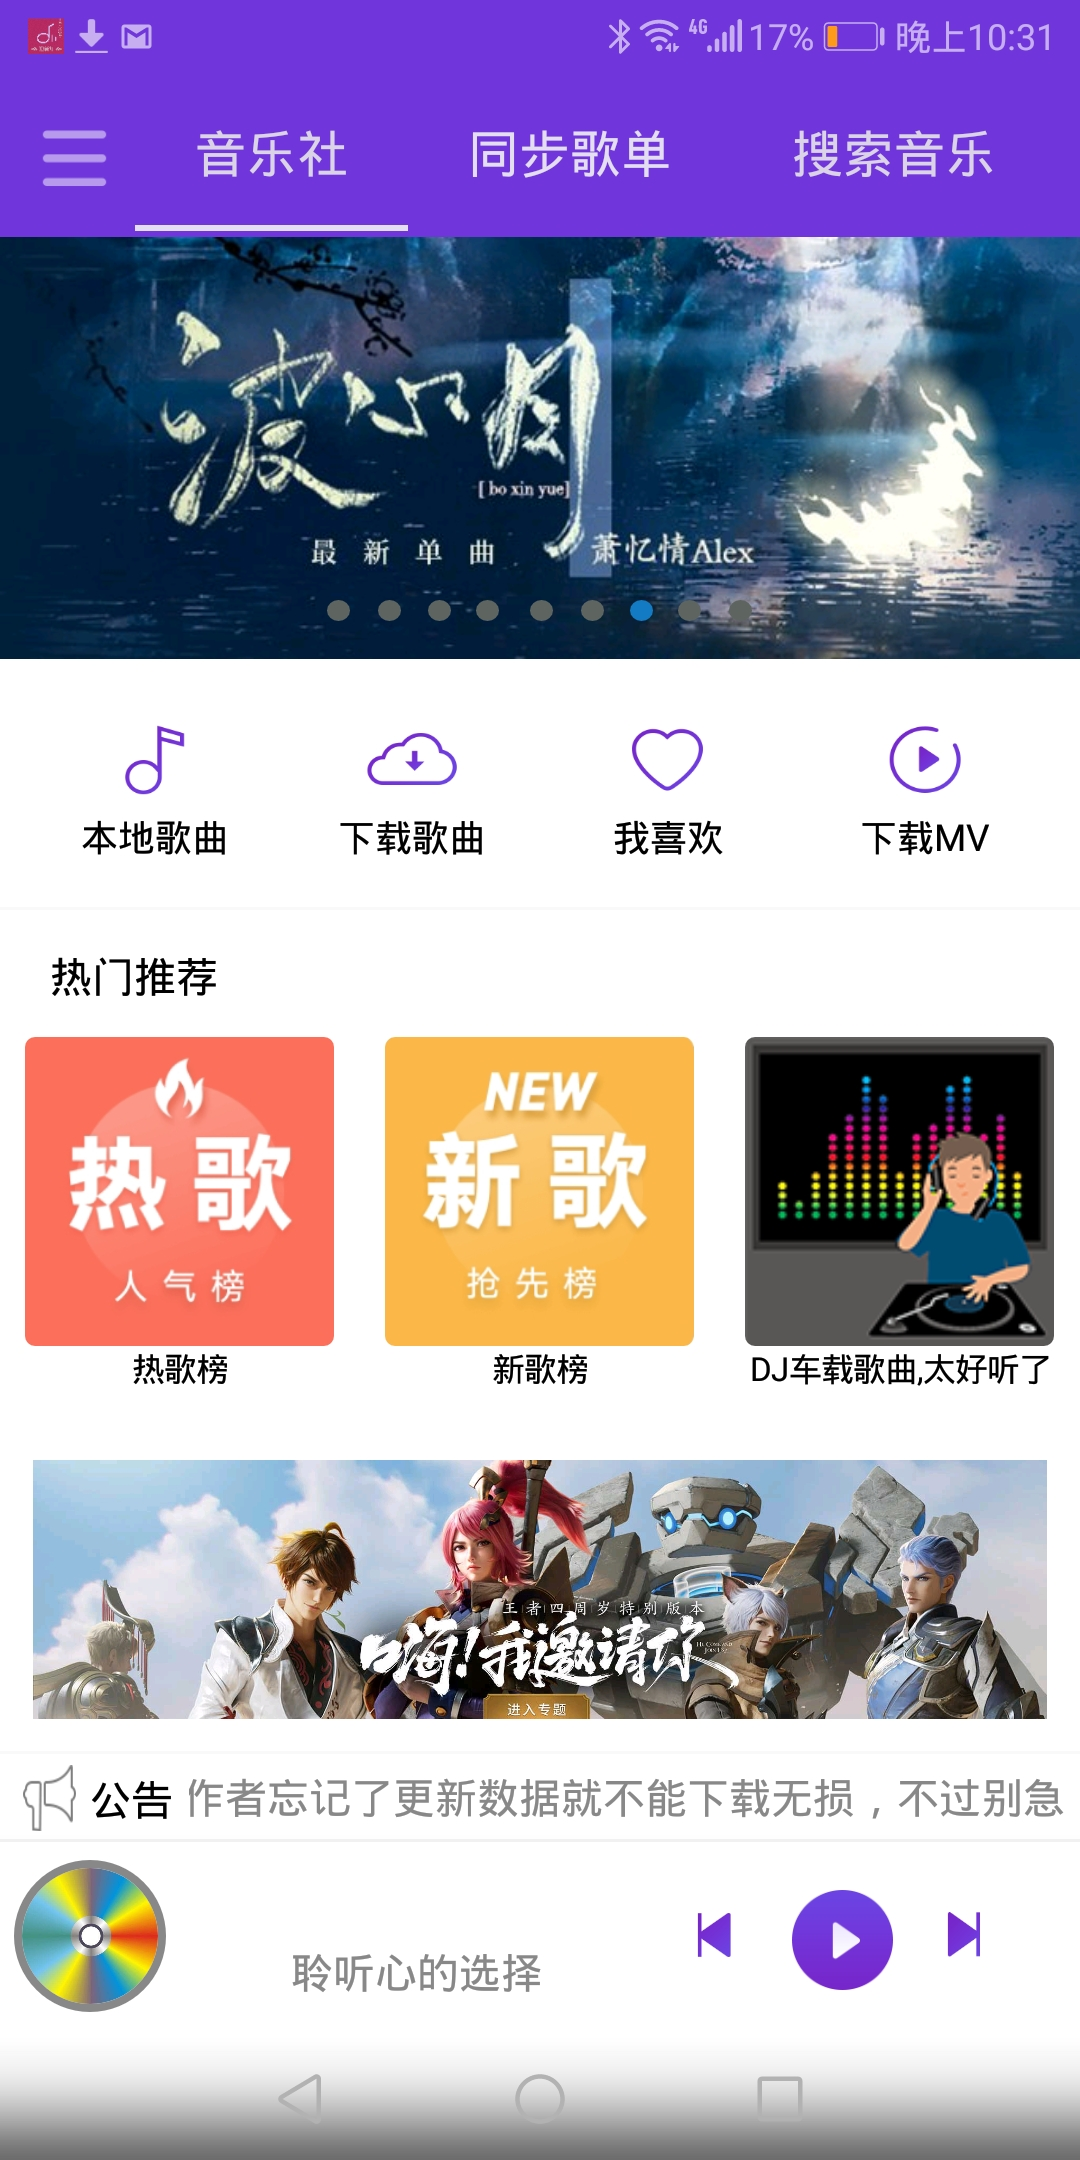 4G 17% 晚上10:31
音乐社 同步歌单 搜索音乐
[bo xin yue]
最新单曲 萧忆情Alex
本地歌曲 下载歌曲 我喜欢 下载MV
热门推荐
NEW
热歌 新歌
人气榜 抢先榜
热歌榜 新歌榜 DJ车载歌曲,太好听了
王者四周岁特别版本
嗨!我邀请你
进入专题
公告 作者忘记了更新数据就不能下载无损，不过别急
聆听心的选择